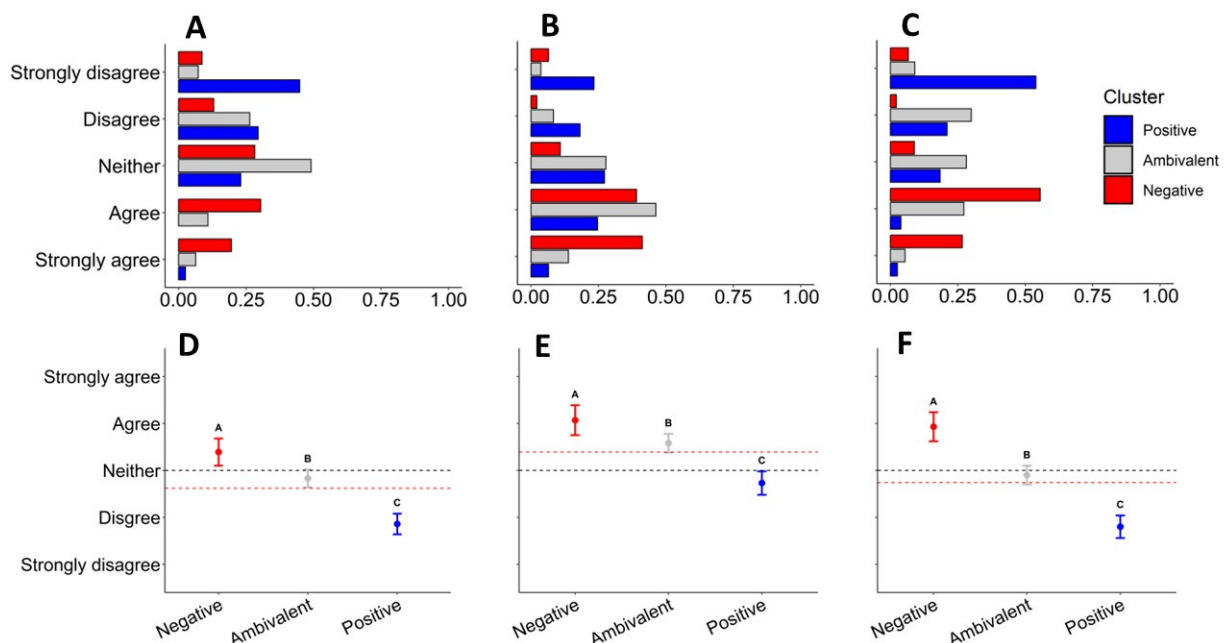 A B C
Strongly disagree
Disagree
Neither
Agree
Strongly agree
Cluster
Positive
Ambivalent
Negative
0.00 0.25 0.50 0.75 1.00 0.00 0.25 0.50 0.75 1.00 0.00 0.25 0.50 0.75 1.00
D E F
Strongly agree
Agree
Neither
Disgree
Strongly disagree
A B C A B C A B C
Negative Ambivalent Positive Negative Ambivalent Positive Negative Ambivalent Positive